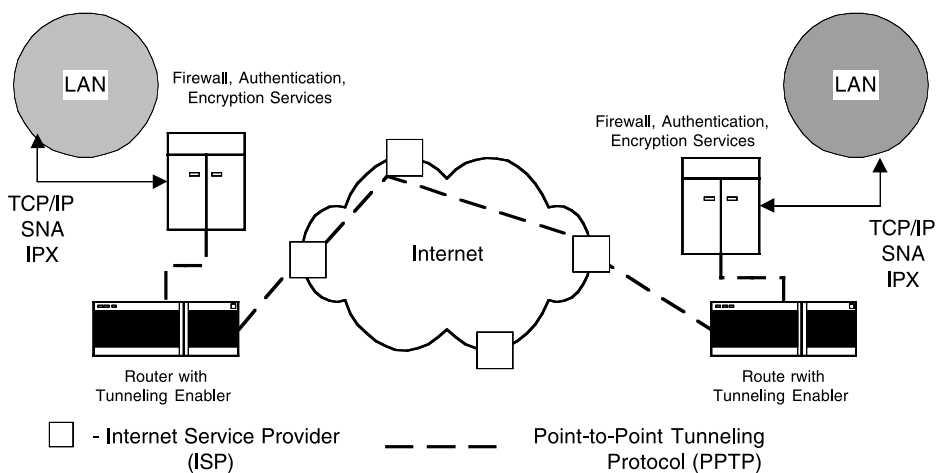 LAN
Firewall, Authentication,
Encryption Services
TCP/IP
SNA
IPX
Router with
Tunneling Enabler
Internet
LAN
Firewall, Authentication,
Encryption Services
TCP/IP
SNA
IPX
Route rwith
Tunneling Enabler
- Internet Service Provider
(ISP)
Point-to-Point Tunneling
Protocol (PPTP)